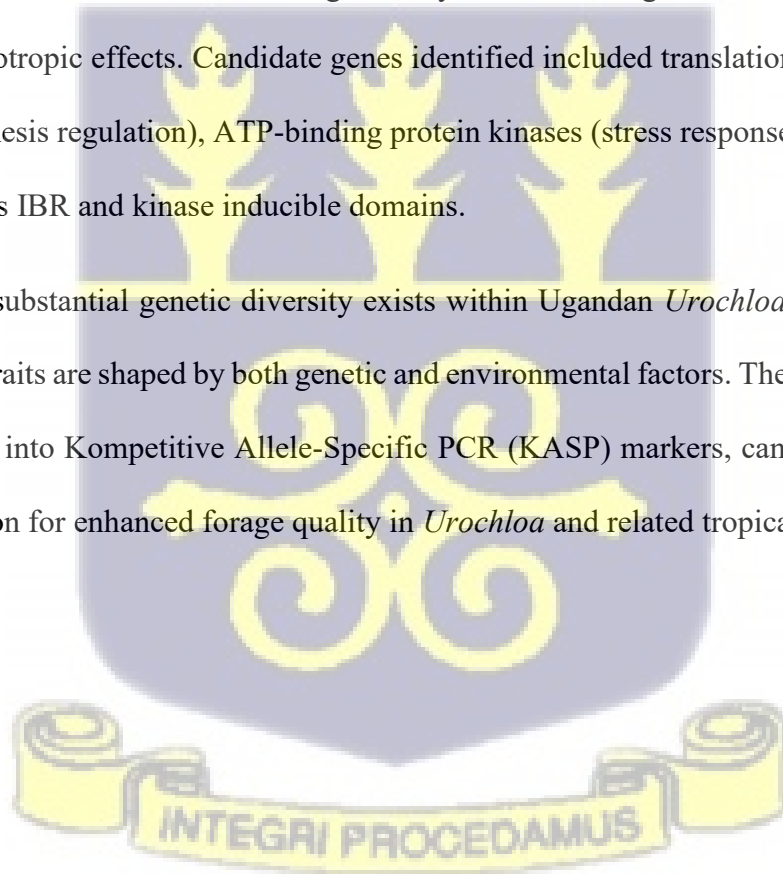 otropic effects. Candidate genes identified included translation
esis regulation), ATP-binding protein kinases (stress response
s IBR and kinase inducible domains.
substantial genetic diversity exists within Ugandan Urochloa
raits are shaped by both genetic and environmental factors. The
into Kompetitive Allele-Specific PCR (KASP) markers, can
on for enhanced forage quality in Urochloa and related tropica
INTEGRI PROCEDAMUS